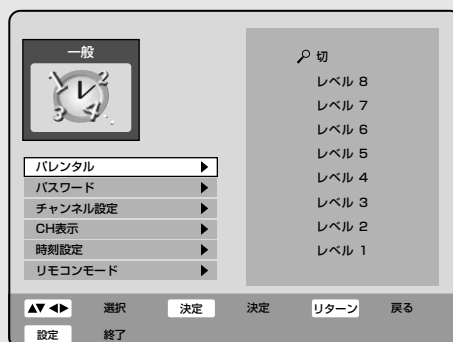 一般
1 2 3 4
パレンタル
パスワード
チャンネル設定
CH表示
時刻設定
リモコンモード
切
レベル 8
レベル 7
レベル 6
レベル 5
レベル 4
レベル 3
レベル 2
レベル 1
▲▼ ◀▶ 選択 決定 決定 リターン 戻る
設定 終了